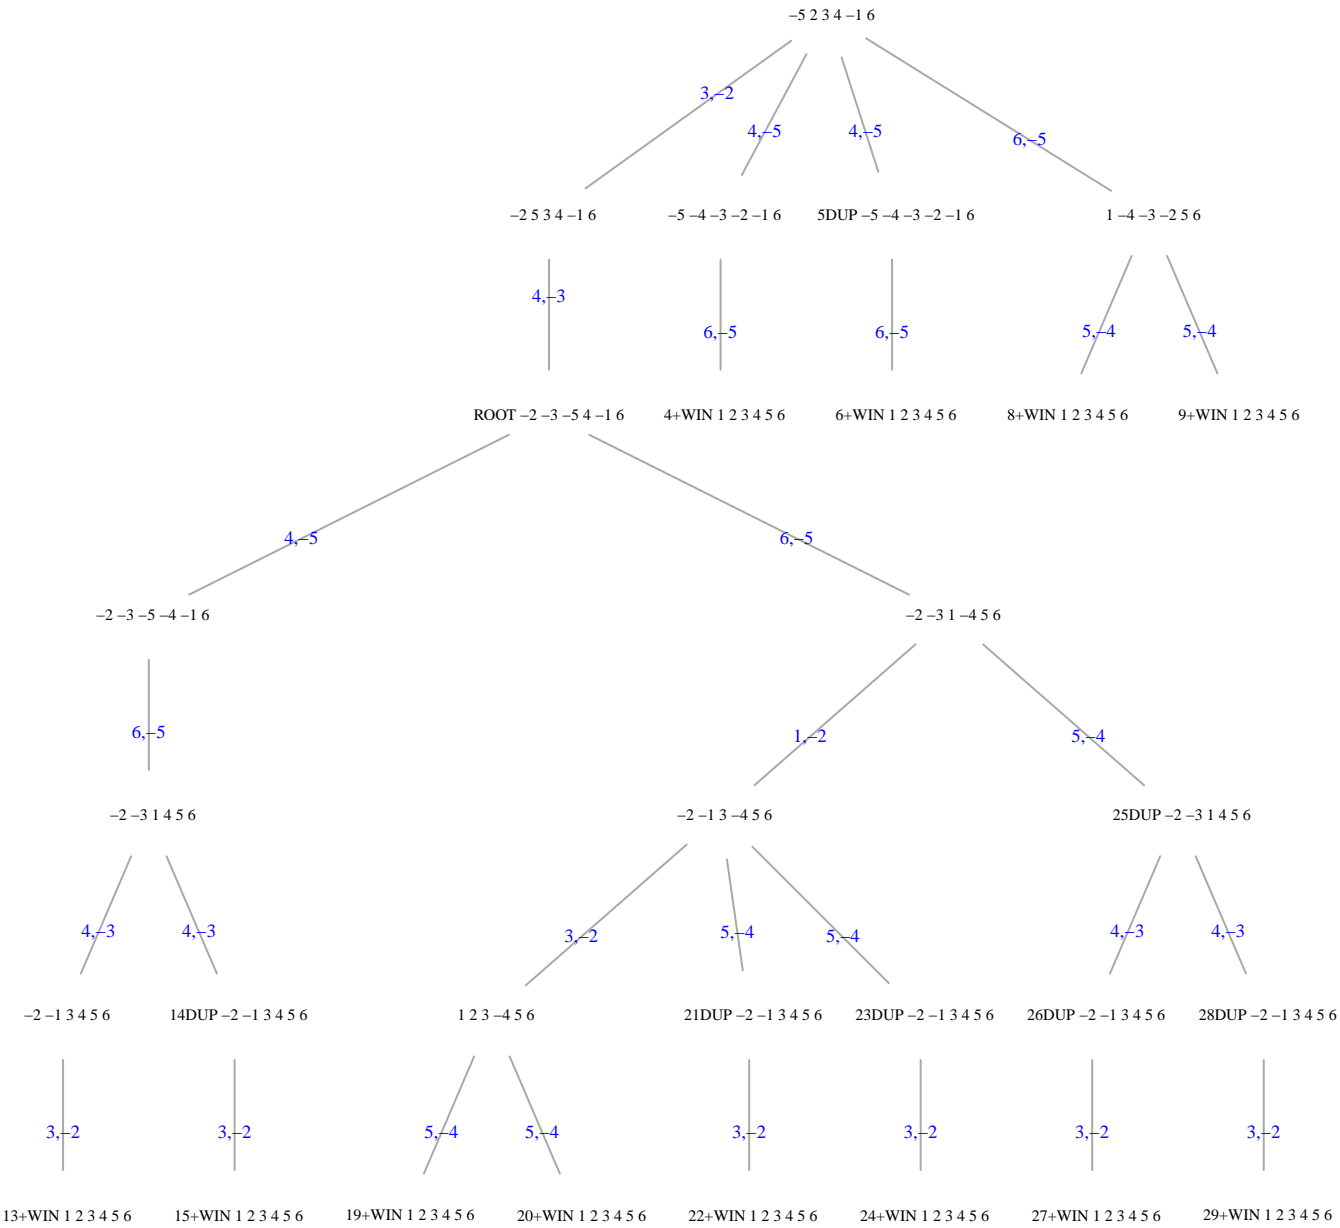 −5 2 3 4 −1 6
3,−2
4,−5
4,−5
6,−5
−2 5 3 4 −1 6
−5 −4 −3 −2 −1 6
5DUP −5 −4 −3 −2 −1 6
1 −4 −3 −2 5 6
4,−3
6,−5
6,−5
5,−4
5,−4
ROOT −2 −3 −5 4 −1 6
4+WIN 1 2 3 4 5 6
6+WIN 1 2 3 4 5 6
8+WIN 1 2 3 4 5 6
9+WIN 1 2 3 4 5 6
4,−5
6,−5
−2 −3 −5 −4 −1 6
−2 −3 1 −4 5 6
6,−5
1,−2
5,−4
−2 −3 1 4 5 6
−2 −1 3 −4 5 6
25DUP −2 −3 1 4 5 6
4,−3
4,−3
3,−2
5,−4
5,−4
4,−3
4,−3
−2 −1 3 4 5 6
14DUP −2 −1 3 4 5 6
1 2 3 −4 5 6
21DUP −2 −1 3 4 5 6
23DUP −2 −1 3 4 5 6
26DUP −2 −1 3 4 5 6
28DUP −2 −1 3 4 5 6
3,−2
3,−2
5,−4
5,−4
3,−2
3,−2
3,−2
3,−2
13+WIN 1 2 3 4 5 6
15+WIN 1 2 3 4 5 6
19+WIN 1 2 3 4 5 6
20+WIN 1 2 3 4 5 6
22+WIN 1 2 3 4 5 6
24+WIN 1 2 3 4 5 6
27+WIN 1 2 3 4 5 6
29+WIN 1 2 3 4 5 6